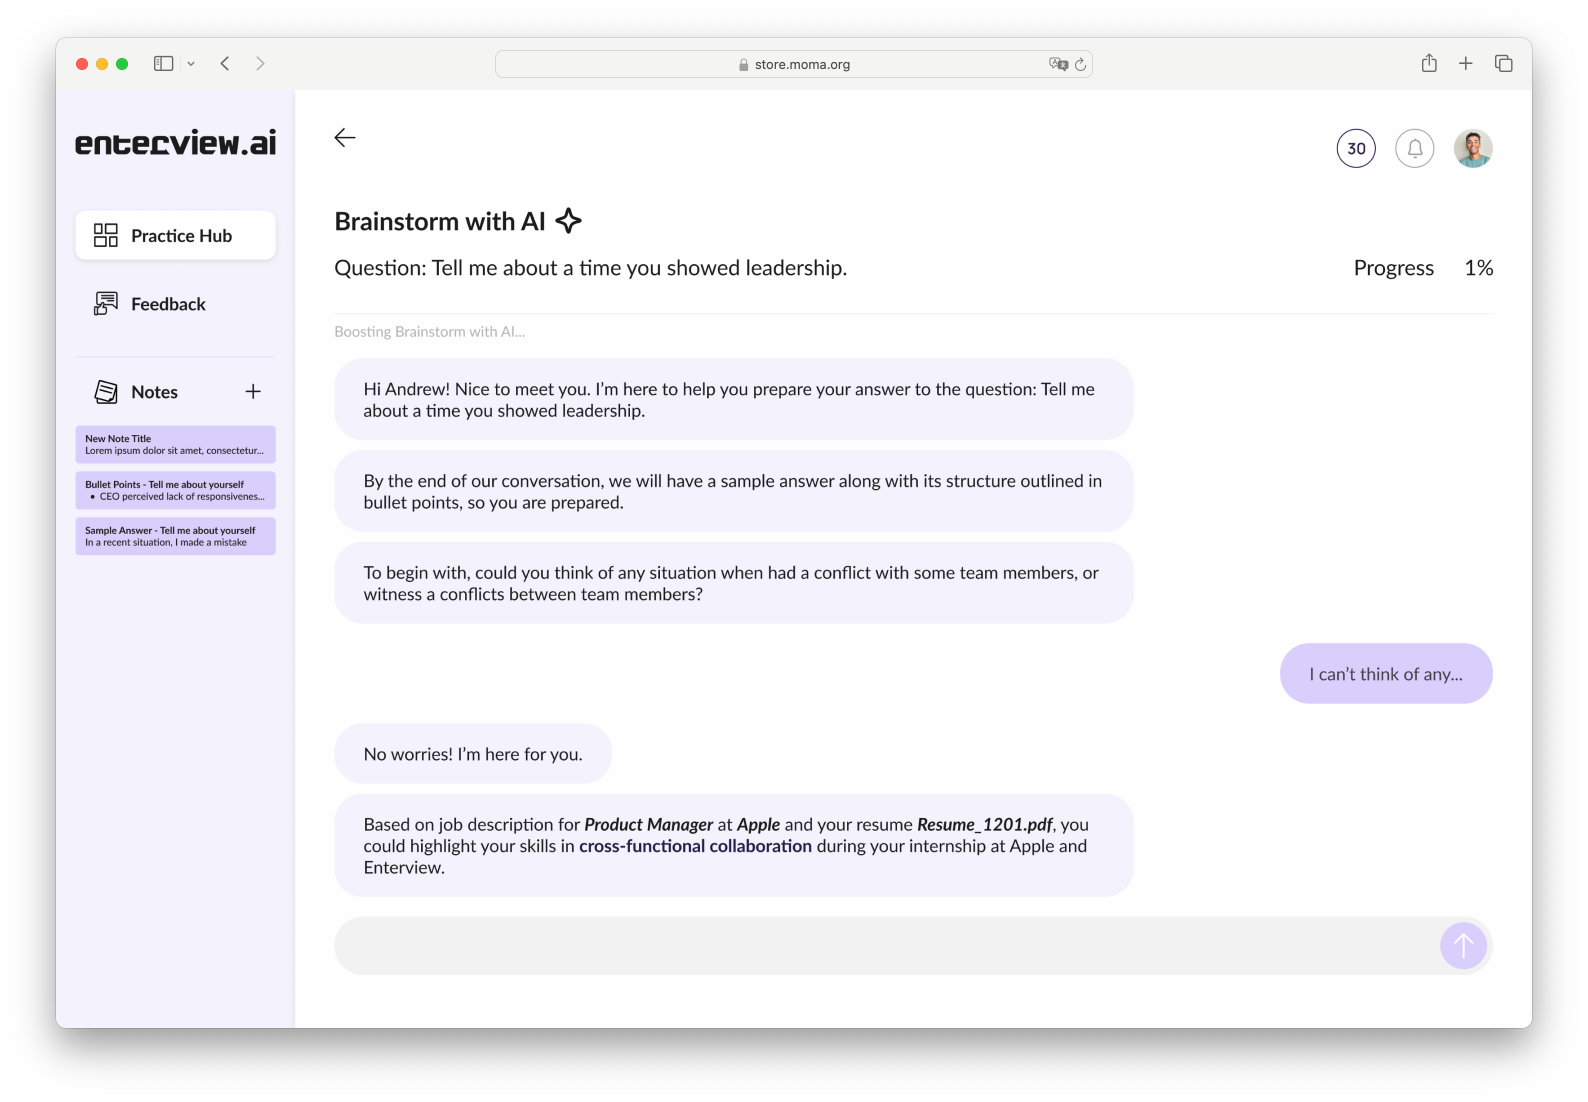 store.moma.org
enterview.ai
30
Practice Hub
Feedback
Notes
New Note Title
Lorem ipsum dolor sit amet, consectetur...
Bullet Points - Tell me about yourself
• CEO perceived lack of responsivenes...
Sample Answer - Tell me about yourself
In a recent situation, I made a mistake
Brainstorm with AI
Question: Tell me about a time you showed leadership.
Progress 1%
Boosting Brainstorm with AI...
Hi Andrew! Nice to meet you. I'm here to help you prepare your answer to the question: Tell me
about a time you showed leadership.
By the end of our conversation, we will have a sample answer along with its structure outlined in
bullet points, so you are prepared.
To begin with, could you think of any situation when had a conflict with some team members, or
witness a conflicts between team members?
I can't think of any...
No worries! I'm here for you.
Based on job description for Product Manager at Apple and your resume Resume_1201.pdf, you
could highlight your skills in cross-functional collaboration during your internship at Apple and
Enterview.